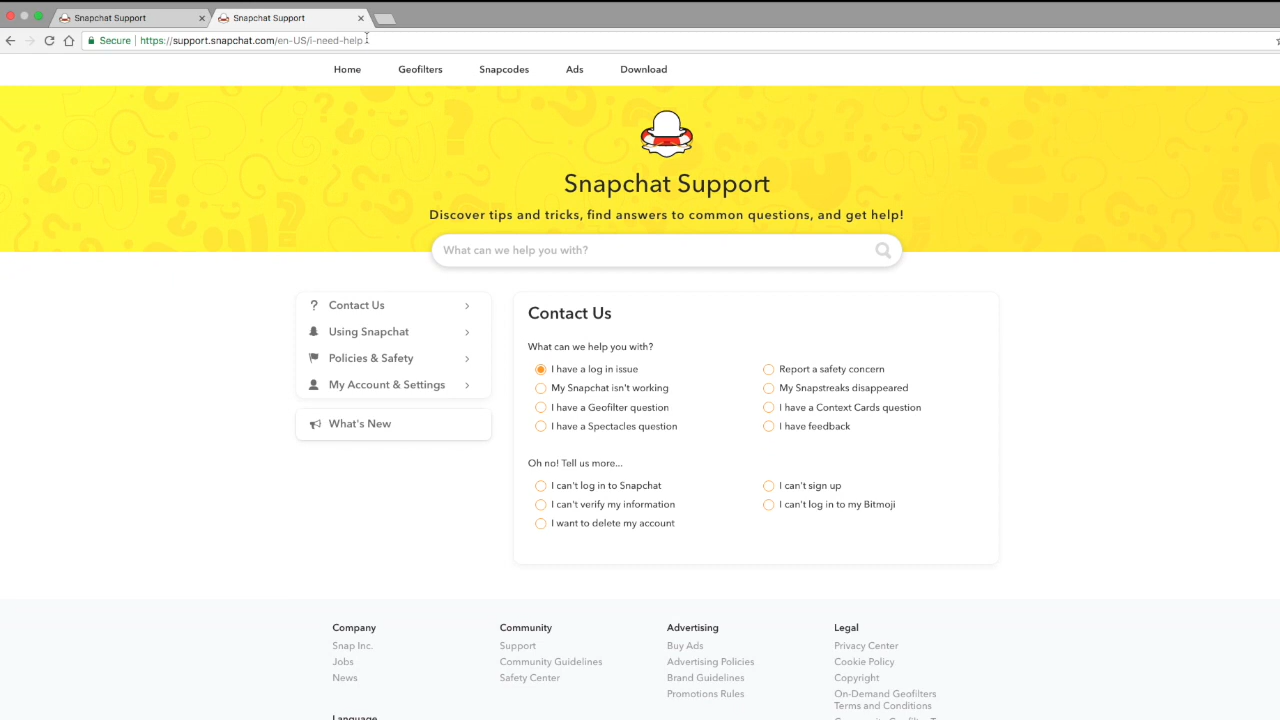 Snapchat Support
Snapchat Support
Secure
https://support.snapchat.com/en-US/i-need-help
Home
Geofilters
Snapcodes
Ads
Download
Snapchat Support
Discover tips and tricks, find answers to common questions, and get help!
What can we help you with?
Contact Us
Using Snapchat
Policies & Safety
My Account & Settings
What's New
Contact Us
What can we help you with?
I have a log in issue
Report a safety concern
My Snapchat isn't working
My Snapstreaks disappeared
I have a Geofilter question
I have a Context Cards question
I have a Spectacles question
I have feedback
Oh no! Tell us more...
I can't log in to Snapchat
I can't sign up
I can't verify my information
I can't log in to my Bitmoji
I want to delete my account
Company
Snap Inc.
Jobs
News
Community
Support
Community Guidelines
Safety Center
Advertising
Buy Ads
Advertising Policies
Brand Guidelines
Promotions Rules
Legal
Privacy Center
Cookie Policy
Copyright
On-Demand Geofilters
Terms and Conditions
Language